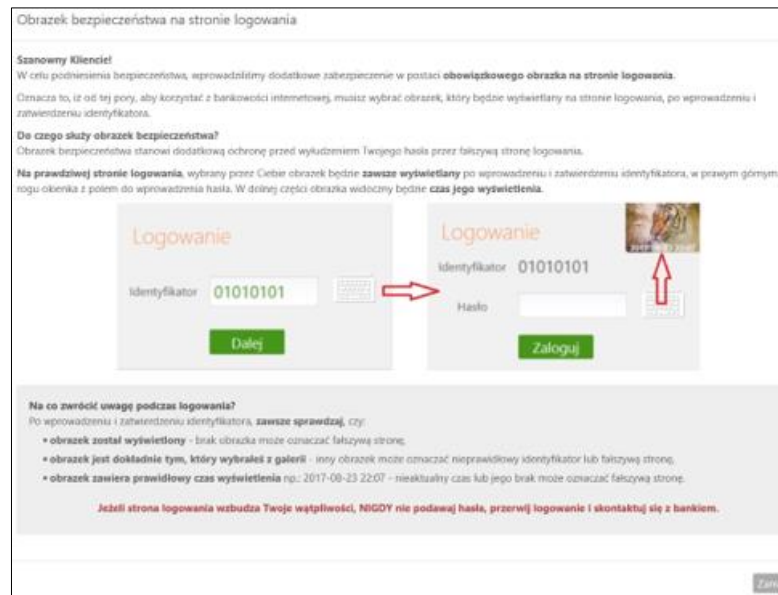 Obrazek bezpieczeństwa na stronie logowania
Szanowny Kliencie!
W celu podniesienia bezpieczeństwa, wprowadziliśmy dodatkowe zabezpieczenie w postaci obowiązkowego obrazka na stronie logowania.
Oznacza to, iż od tej pory, aby korzystać z bankowości internetowej, musisz wybrać obrazek, który będzie wyświetlany na stronie logowania, po wprowadzeniu i
zatwierdzeniu identyfikatora.
Do czego służy obrazek bezpieczeństwa?
Obrazek bezpieczeństwa stanowi dodatkową ochronę przed wyłudzeniem Twojego hasła przez fałszywą stronę logowania.
Na prawdziwej stronie logowania, wybrany przez Ciebie obrazek będzie zawsze wyświetlany po wprowadzeniu i zatwierdzeniu identyfikatora, w prawym górnym
rogu okienka z polem do wprowadzenia hasła. W dolnej części obrazka widoczny będzie czas jego wyświetlenia.
Logowanie
Identyfikator 01010101
Dalej
Logowanie
Identyfikator 01010101
Hasło
Zaloguj
Na co zwrócić uwagę podczas logowania?
Po wprowadzeniu i zatwierdzeniu identyfikatora, zawsze sprawdzaj, czy:
• obrazek został wyświetlony - brak obrazka może oznaczać fałszywą stronę,
• obrazek jest dokładnie tym, który wybrałeś z galerii - inny obrazek może oznaczać nieprawidłowy identyfikator lub fałszywą stronę,
• obrazek zawiera prawidłowy czas wyświetlenia np.: 2017-08-23 22:07 - nieaktualny czas lub jego brak może oznaczać fałszywą stronę.
Jeżeli strona logowania wzbudza Twoje wątpliwości, NIGDY nie podawaj hasła, przerwij logowanie i skontaktuj się z bankiem.